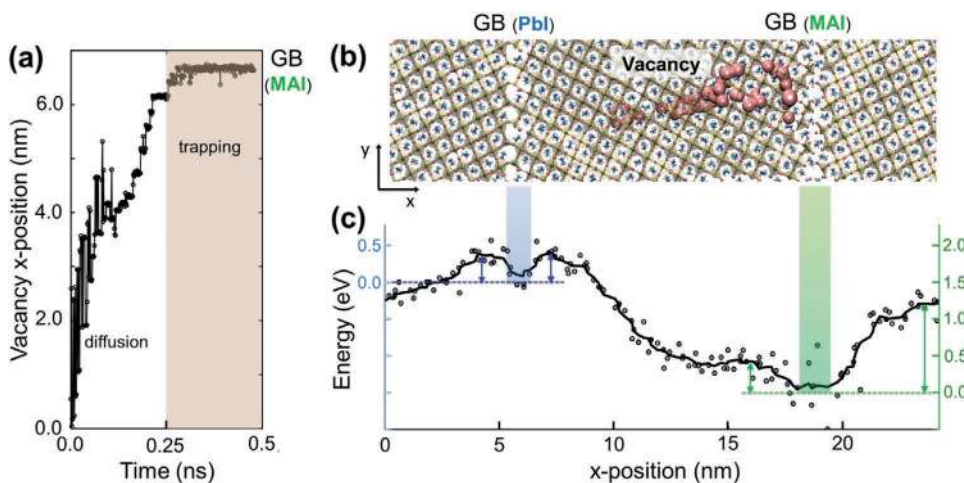 (a)
Vacancy x-position (nm)
6.0
4.0
2.0
0.0
0.0
0.25
0.5
Time (ns)
diffusion
trapping
GB
(MAI)
(b)
GB (PbI)
GB (MAI)
Vacancy
y
x
(c)
Energy (eV)
0.5
0.0
2.0
1.5
1.0
0.5
0.0
0
5
10
15
20
x-position (nm)